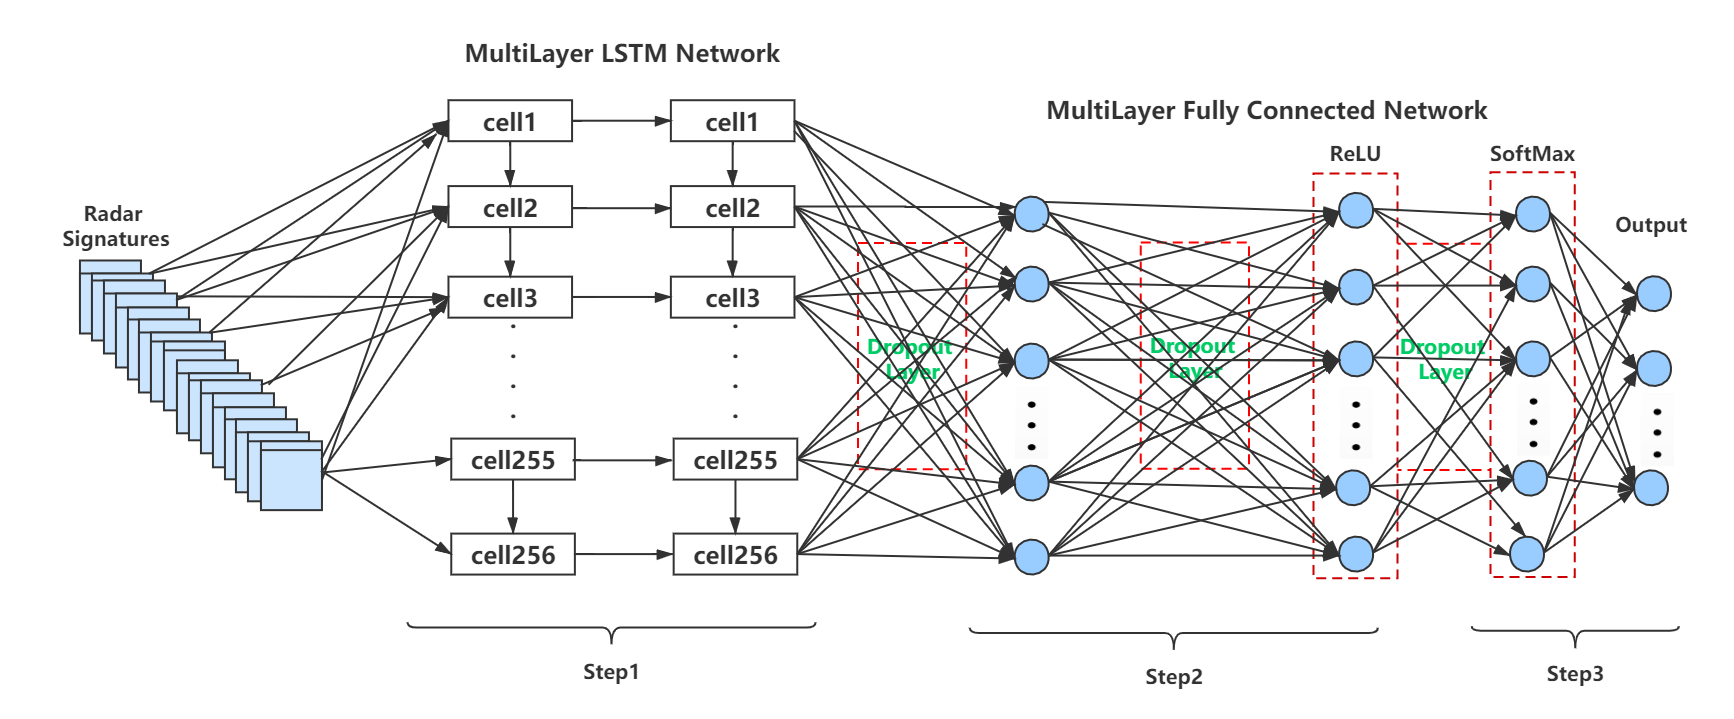 MultiLayer LSTM Network
MultiLayer Fully Connected Network
ReLU
SoftMax
Radar
Signatures
Output
cell1
cell1
cell2
cell2
cell3
cell3
cell255
cell255
cell256
cell256
Dropout
Layer
Dropout
Layer
Dropout
Layer
Step1
Step2
Step3